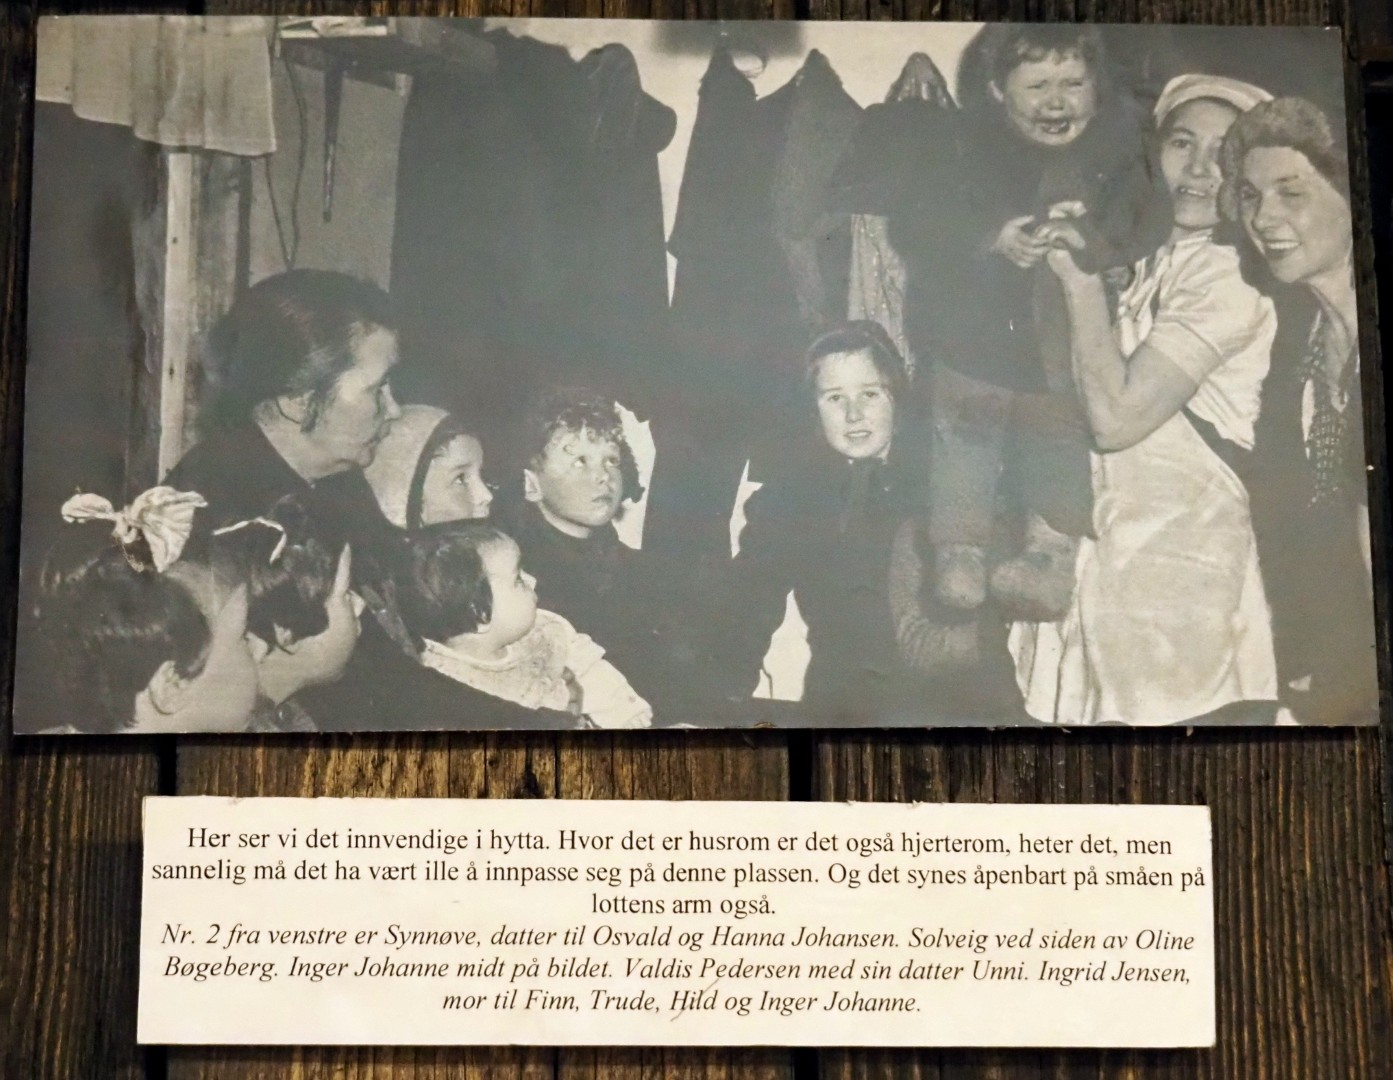 Her ser vi det innvendige i hytta. Hvor det er husrom er det også hjerterom, heter det, men
sannelig må det ha vært ille å innpasse seg på denne plassen. Og det synes åpenbart på småen på
lottens arm også.
Nr. 2 fra venstre er Synnøve, datter til Osvald og Hanna Johansen. Solveig ved siden av Oline
Bøgeberg. Inger Johanne midt på bildet. Valdis Pedersen med sin datter Unni. Ingrid Jensen,
mor til Finn, Trude, Hild og Inger Johanne.